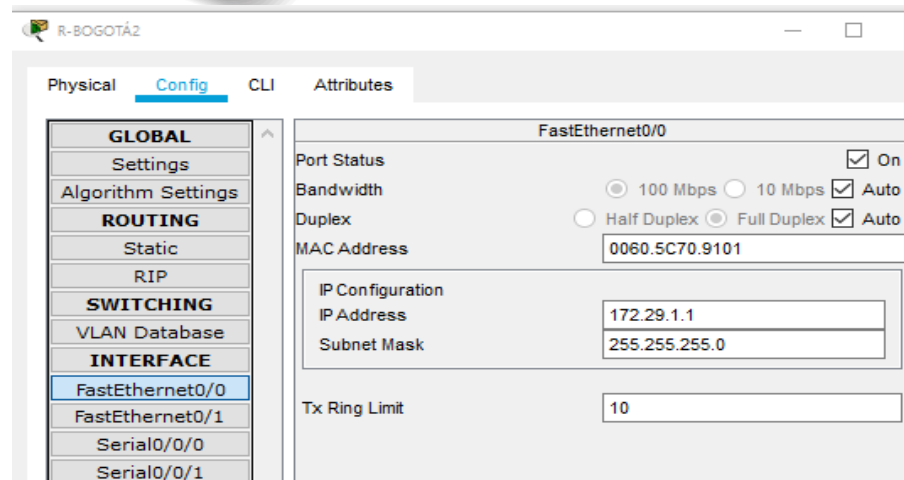 R-BOGOTÁ2
Physical Config CLI Attributes
GLOBAL
Settings
Algorithm Settings
ROUTING
Static
RIP
SWITCHING
VLAN Database
INTERFACE
FastEthernet0/0
FastEthernet0/1
Serial0/0/0
Serial0/0/1
FastEthernet0/0
Port Status On
Bandwidth 100 Mbps 10 Mbps Auto
Duplex Half Duplex Full Duplex Auto
MAC Address 0060.5C70.9101
IP Configuration
IP Address 172.29.1.1
Subnet Mask 255.255.255.0
Tx Ring Limit 10